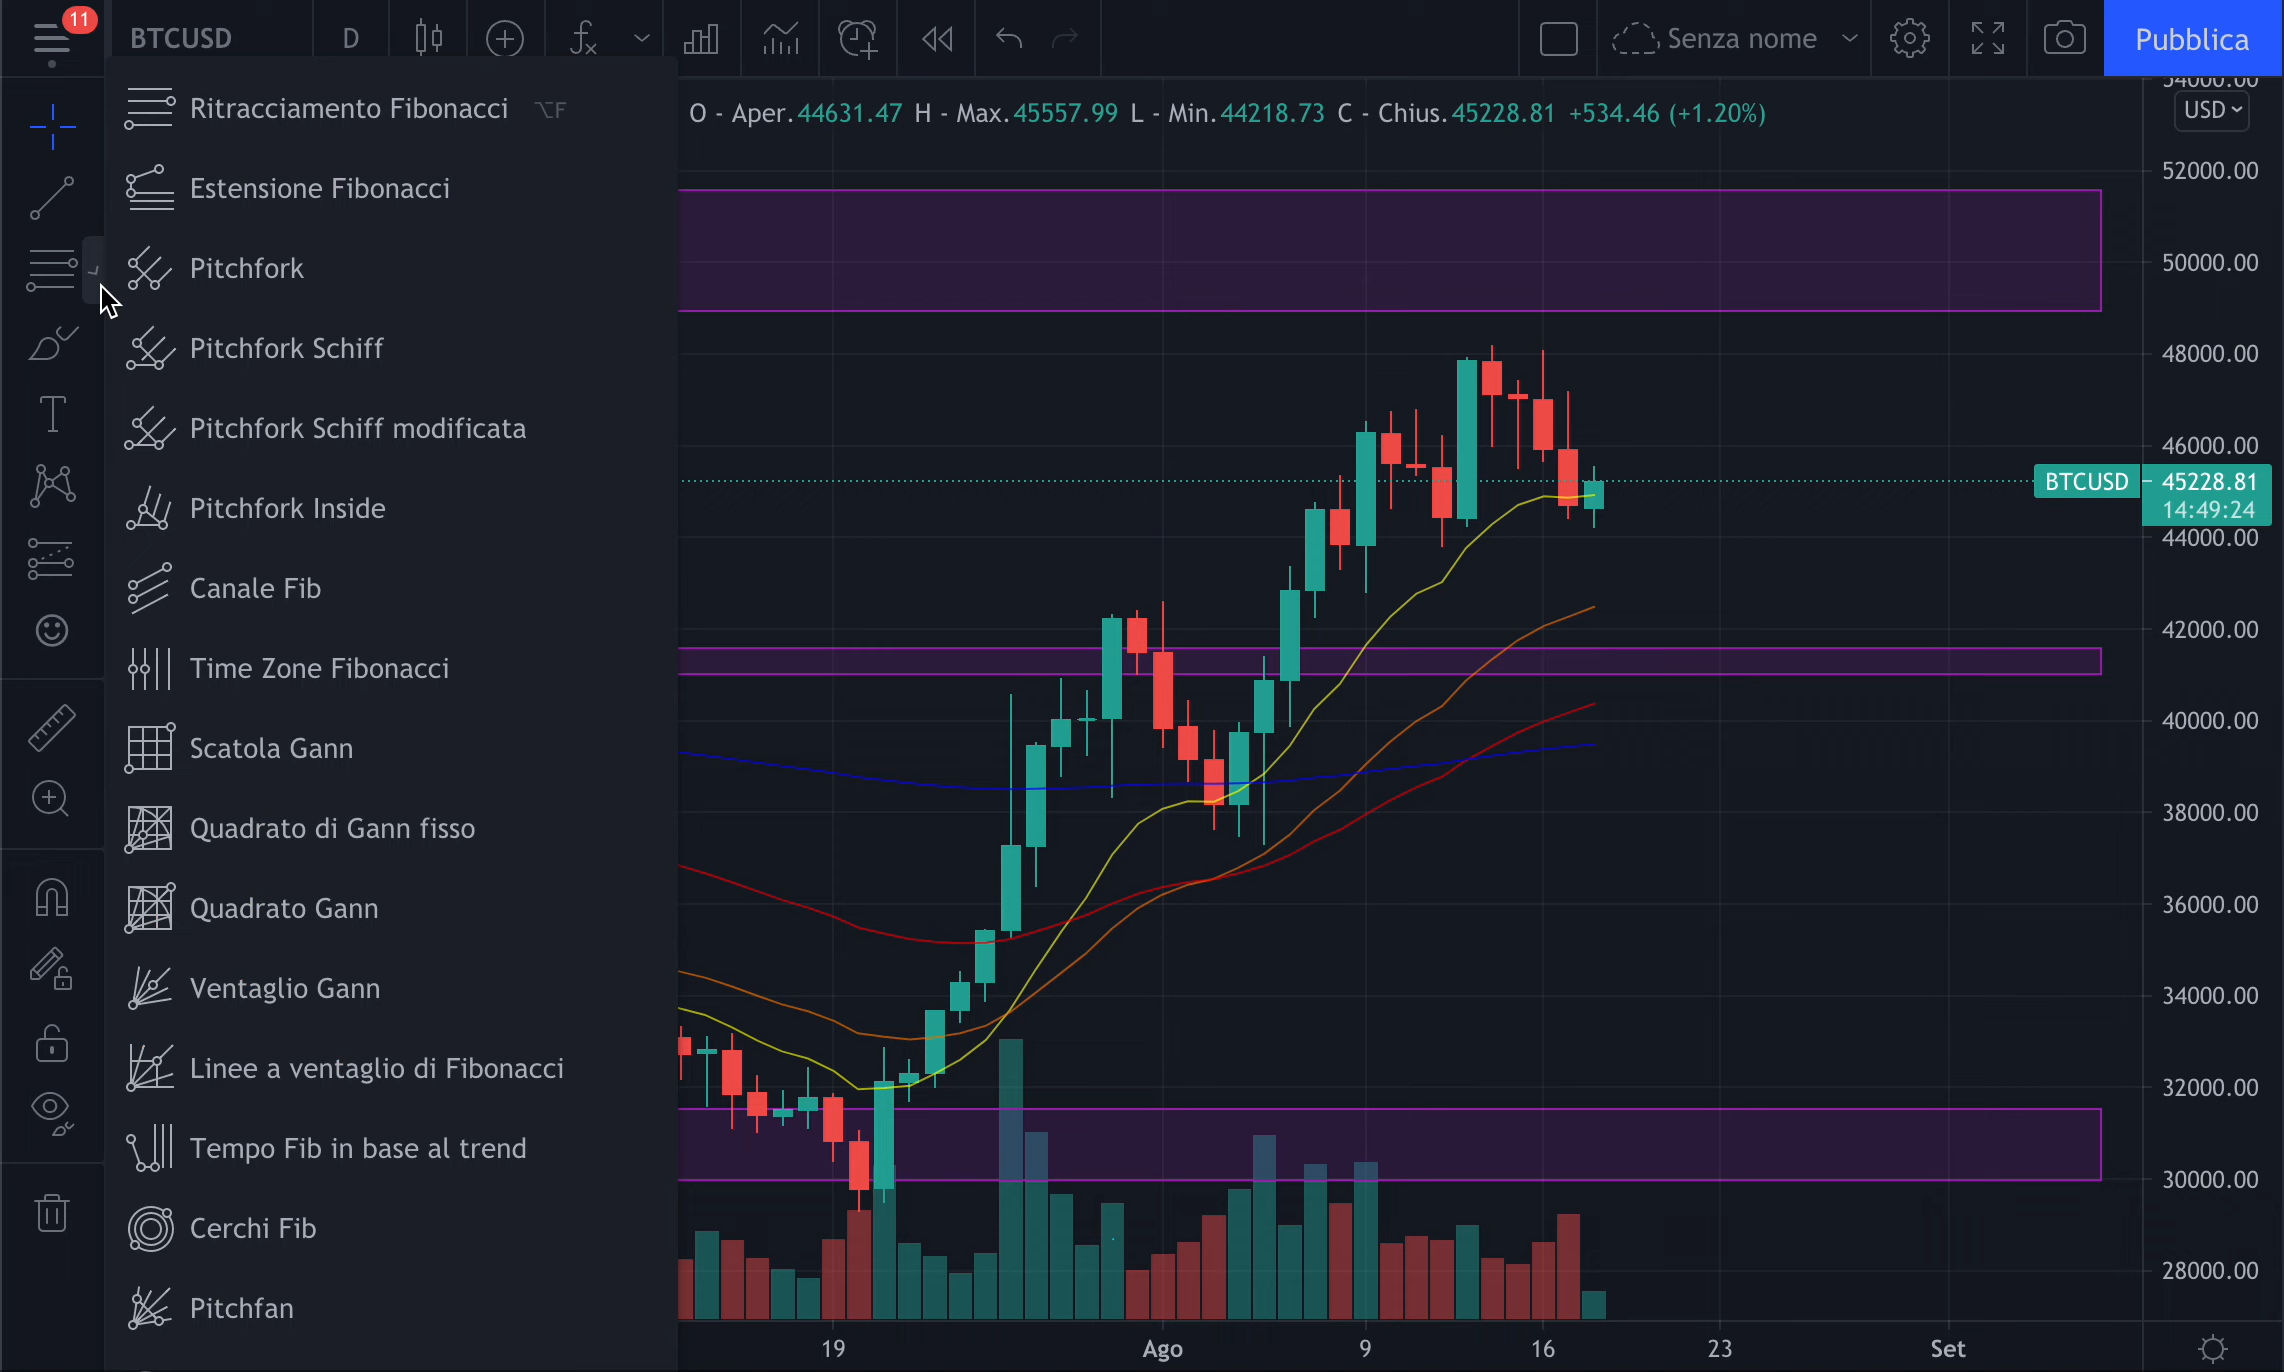 11
BTCUSD D fx Senza nome Pubblica
Ritracciamento Fibonacci ⌥F
Estensione Fibonacci
Pitchfork
Pitchfork Schiff
Pitchfork Schiff modificata
Pitchfork Inside
Canale Fib
Time Zone Fibonacci
Scatola Gann
Quadrato di Gann fisso
Quadrato Gann
Ventaglio Gann
Linee a ventaglio di Fibonacci
Tempo Fib in base al trend
Cerchi Fib
Pitchfan
O - Aper.44631.47 H - Max.45557.99 L - Min.44218.73 C - Chius.45228.81 +534.46 (+1.20%)
54000.00
USD
52000.00
50000.00
48000.00
46000.00
BTCUSD 45228.81
14:49:24
44000.00
42000.00
40000.00
38000.00
36000.00
34000.00
32000.00
30000.00
28000.00
19 Ago 9 16 23 Set